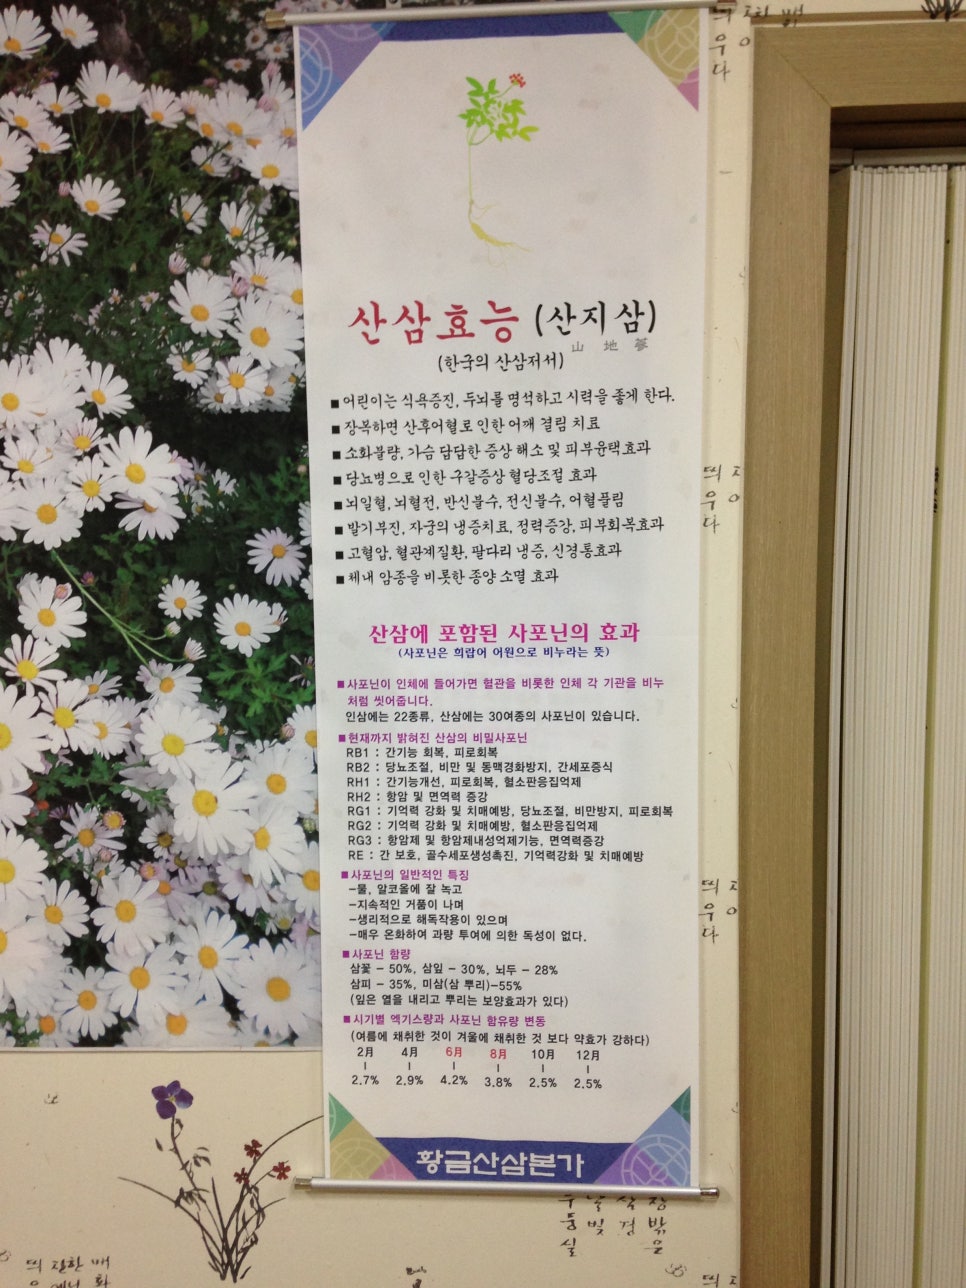 산삼효능 (산지삼)
山 地 蔘
(한국의 산삼저서)
■ 어린이는 식욕증진, 두뇌를 명석하고 시력을 좋게 한다.
■ 장복하면 산후어혈로 인한 어깨 결림 치료
■ 소화불량, 가슴 답답한 증상 해소 및 피부윤택효과
■ 당뇨병으로 인한 구갈증상 혈당조절 효과
■ 뇌일혈, 뇌혈전, 반신불수, 전신불수, 어혈풀림
■ 발기부진, 자궁의 냉증치료, 정력증강, 피부회복효과
■ 고혈압, 혈관계질환, 팔다리 냉증, 신경통효과
■ 체내 암종을 비롯한 종양 소멸 효과
산삼에 포함된 사포닌의 효과
(사포닌은 희랍어 어원으로 비누라는 뜻)
■ 사포닌이 인체에 들어가면 혈관을 비롯한 인체 각 기관을 비누
처럼 씻어줍니다.
인삼에는 22종류, 산삼에는 30여종의 사포닌이 있습니다.
■ 현재까지 밝혀진 산삼의 비밀사포닌
RB1 : 간기능 회복, 피로회복
RB2 : 당뇨조절, 비만 및 동맥경화방지, 간세포증식
RH1 : 간기능개선, 피로회복, 혈소판응집억제
RH2 : 항암 및 면역력 증강
RG1 : 기억력 강화 및 치매예방, 당뇨조절, 비만방지, 피로회복
RG2 : 기억력 강화 및 치매예방, 혈소판응집억제
RG3 : 항암제 및 항암제내성억제기능, 면역력증강
RE : 간 보호, 골수세포생성촉진, 기억력강화 및 치매예방
■ 사포닌의 일반적인 특징
-물, 알코올에 잘 녹고
-지속적인 거품이 나며
-생리적으로 해독작용이 있으며
-매우 온화하여 과량 투여에 의한 독성이 없다.
■ 사포닌 함량
삼꽃 - 50%, 삼잎 - 30%, 뇌두 - 28%
삼피 - 35%, 미삼(삼 뿌리)-55%
(잎은 열을 내리고 뿌리는 보양효과가 있다)
■ 시기별 엑기스량과 사포닌 함유량 변동
(여름에 채취한 것이 겨울에 채취한 것 보다 약효가 강하다)
2月 4月 6月 8月 10月 12月
2.7% 2.9% 4.2% 3.8% 2.5% 2.5%
황금산삼본가